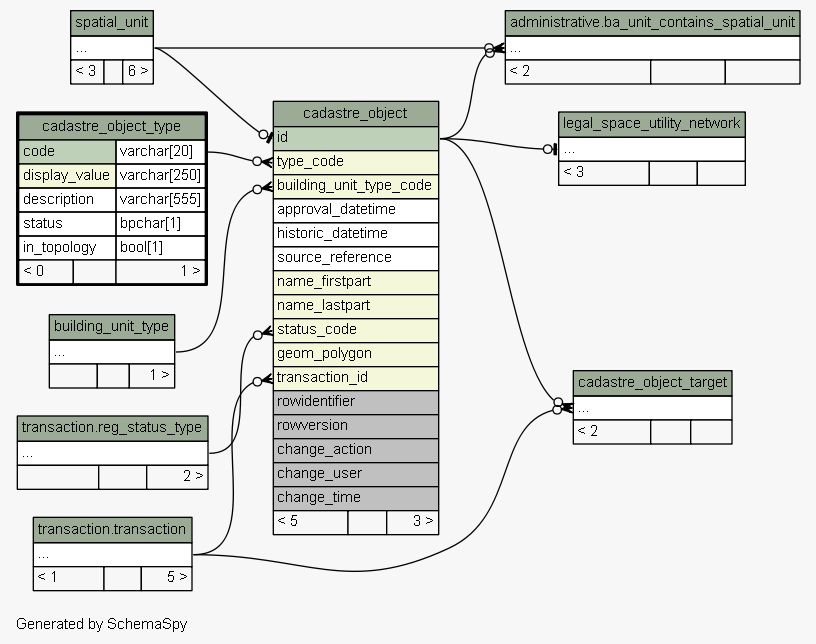 spatial_unit
...
< 3 6 >
administrative.ba_unit_contains_spatial_unit
...
< 2
cadastre_object_type
code varchar[20]
display_value varchar[250]
description varchar[555]
status bpchar[1]
in_topology bool[1]
< 0 1 >
cadastre_object
id
type_code
building_unit_type_code
approval_datetime
historic_datetime
source_reference
name_firstpart
name_lastpart
status_code
geom_polygon
transaction_id
rowidentifier
rowversion
change_action
change_user
change_time
< 5 3 >
legal_space_utility_network
...
< 3
building_unit_type
...
1 >
cadastre_object_target
...
< 2
transaction.reg_status_type
...
2 >
transaction.transaction
...
< 1 5 >
Generated by SchemaSpy